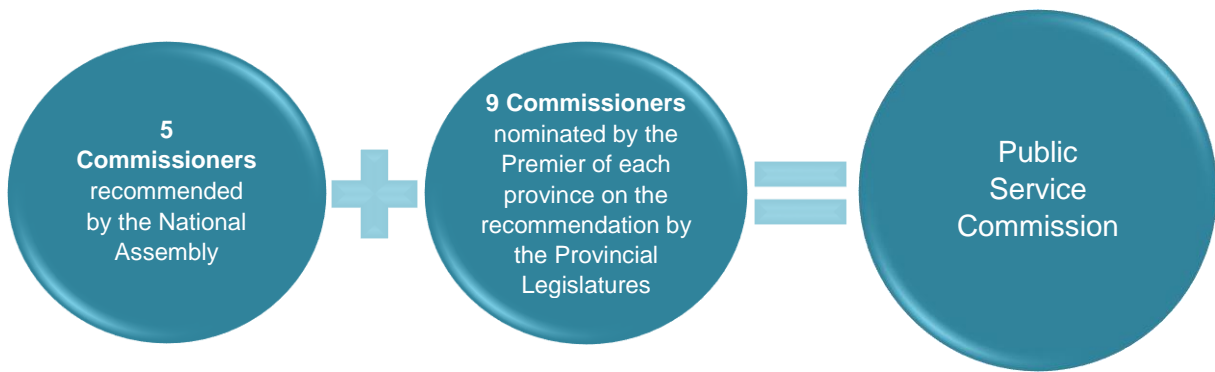 5
Commissioners
recommended
by the National
Assembly
9 Commissioners
nominated by the
Premier of each
province on the
recommendation by
the Provincial
Legislatures
Public
Service
Commission